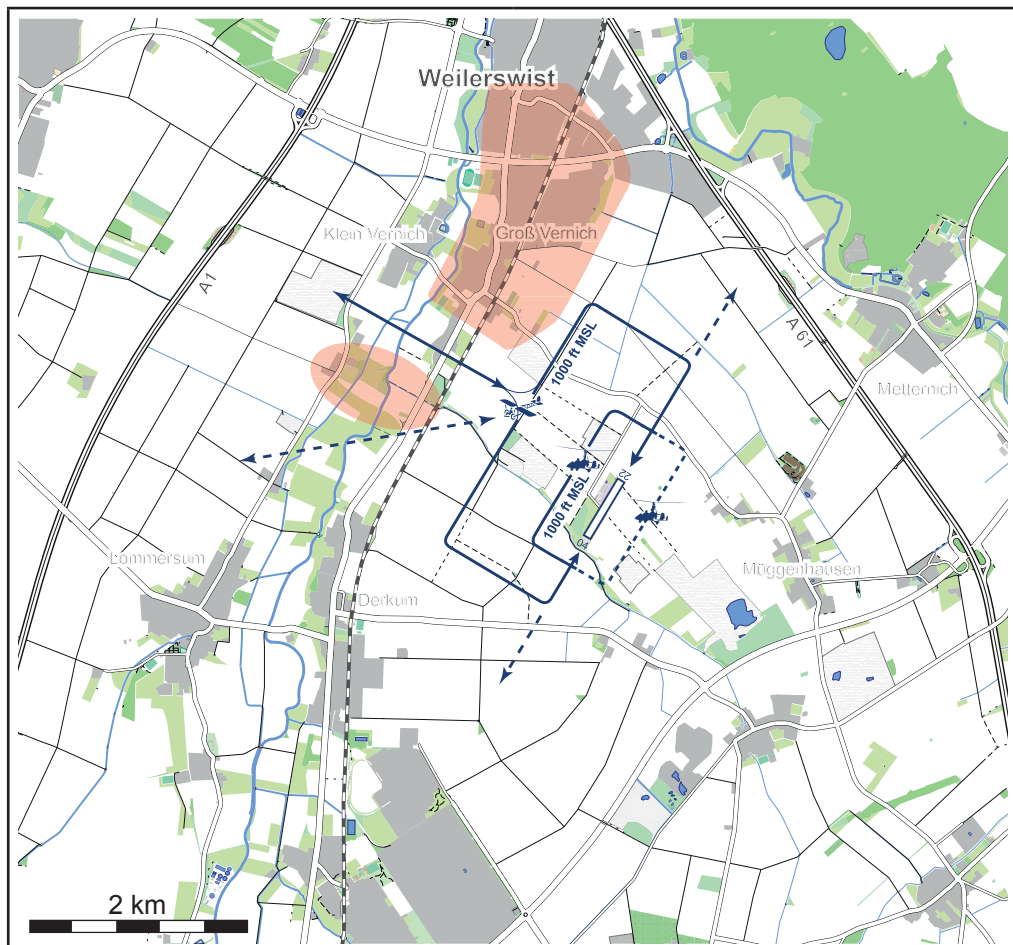 Weilerswist
Klein Vernich
Groß Vernich
A1
A 61
1000 ft MSL
Metternich
22
1000 ft MSL
04
Lommersum
Müggenhausen
Derkum
2 km